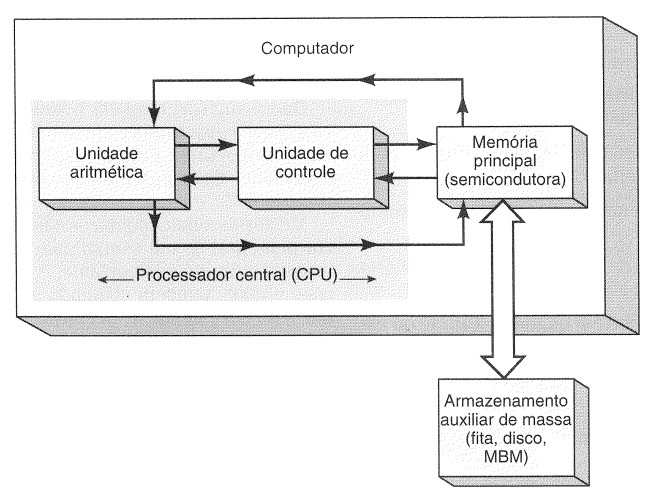 Computador
Unidade
aritmética
Unidade de
controle
Memória
principal
(semicondutora)
Processador central (CPU)
Armazenamento
auxiliar de massa
(fita, disco,
MBM)